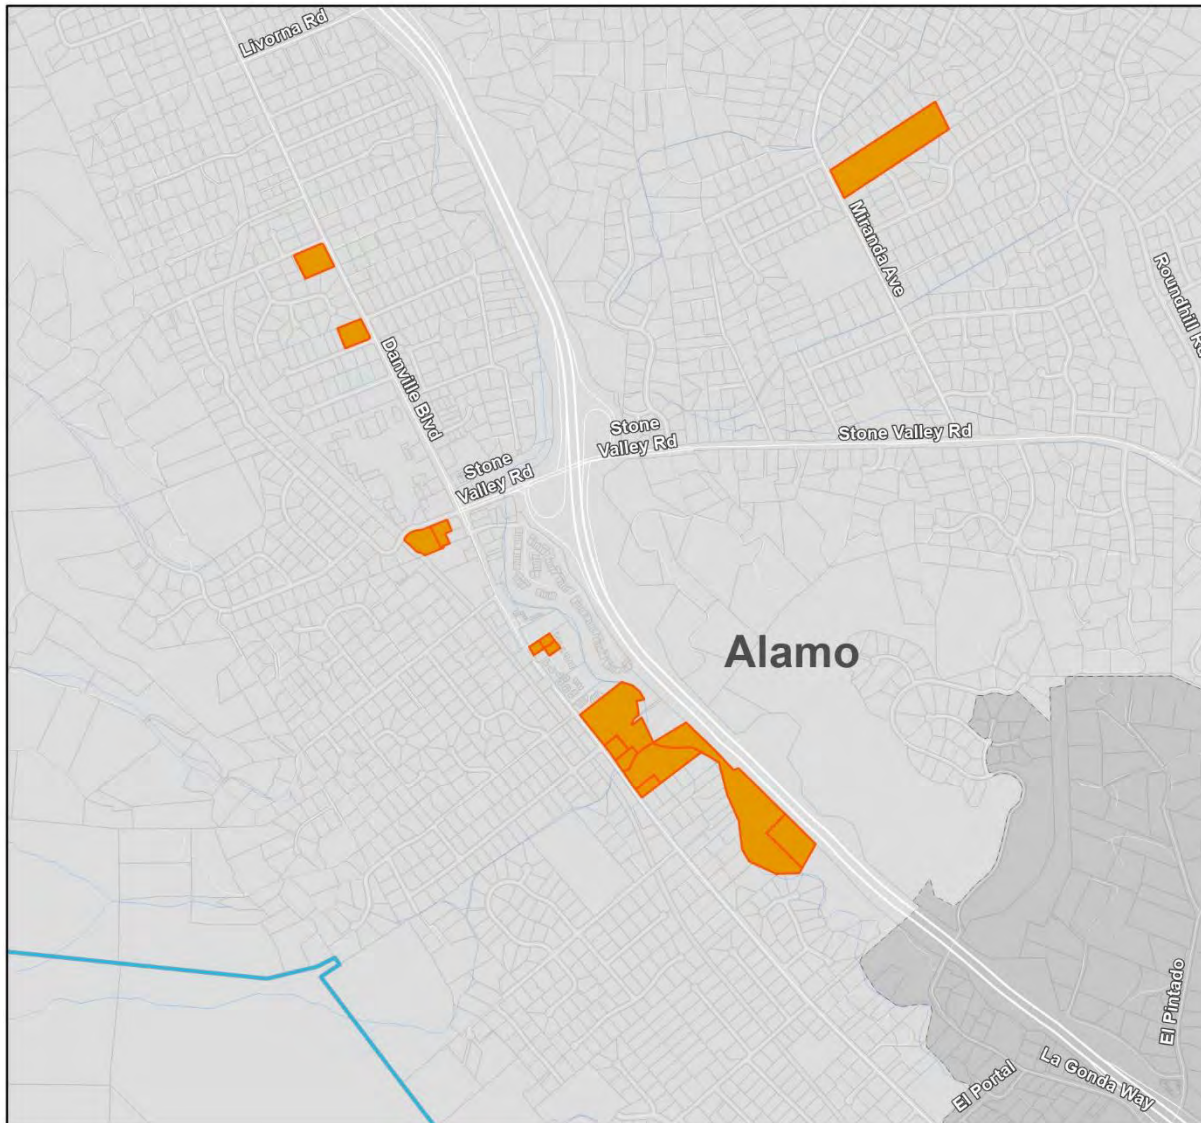 Livorna Rd
Miranda Ave
Roundhill Rd
Danville Blvd
Stone
Valley Rd
Stone Valley Rd
Stone
Valley Rd
Alamo
El Pintado
La Gonda Way
El Portal